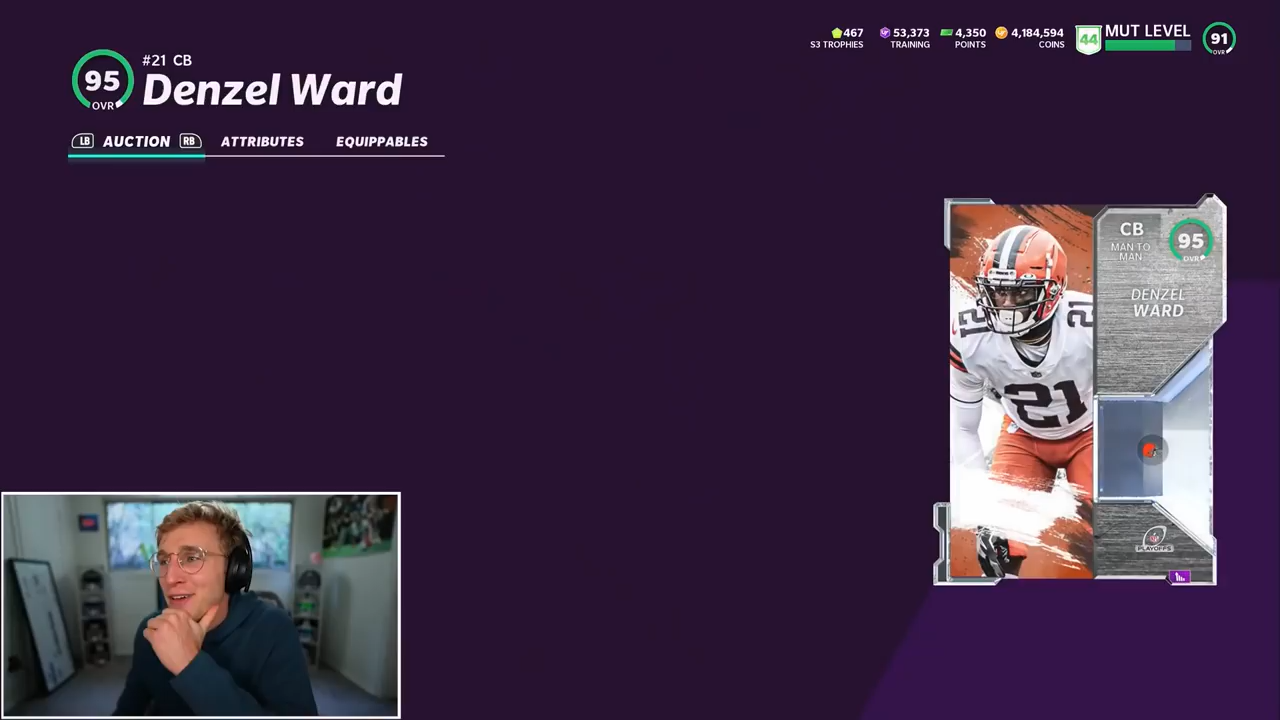 467
S3 TROPHIES
53,373
TRAINING
4,350
POINTS
4,184,594
COINS
44
MUT LEVEL
91
OVR
95
OVR
#21 CB
Denzel Ward
LB AUCTION RB ATTRIBUTES EQUIPPABLES
CB
MAN TO
MAN
95
OVR
DENZEL
WARD
21
21
21
NFL
PLAYOFFS